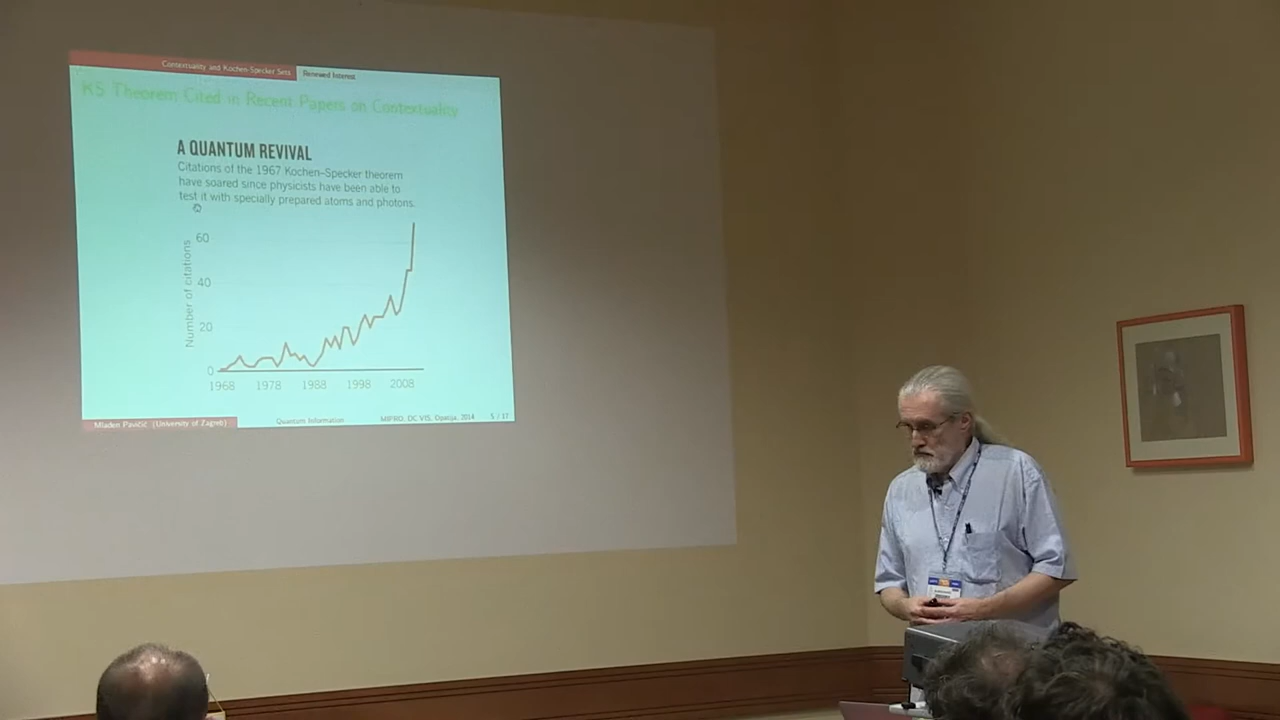 Contextuality and Kochen-Specker Sets Renewed Interest
KS Theorem Cited in Recent Papers on Contextuality
A QUANTUM REVIVAL
Citations of the 1967 Kochen–Specker theorem
have soared since physicists have been able to
test it with specially prepared atoms and photons.
Number of citations
60
40
20
0
1968 1978 1988 1998 2008
Mladen Pavičić (University of Zagreb) Quantum Information MIPRO, DC VIS, Opatija, 2014 5 / 17